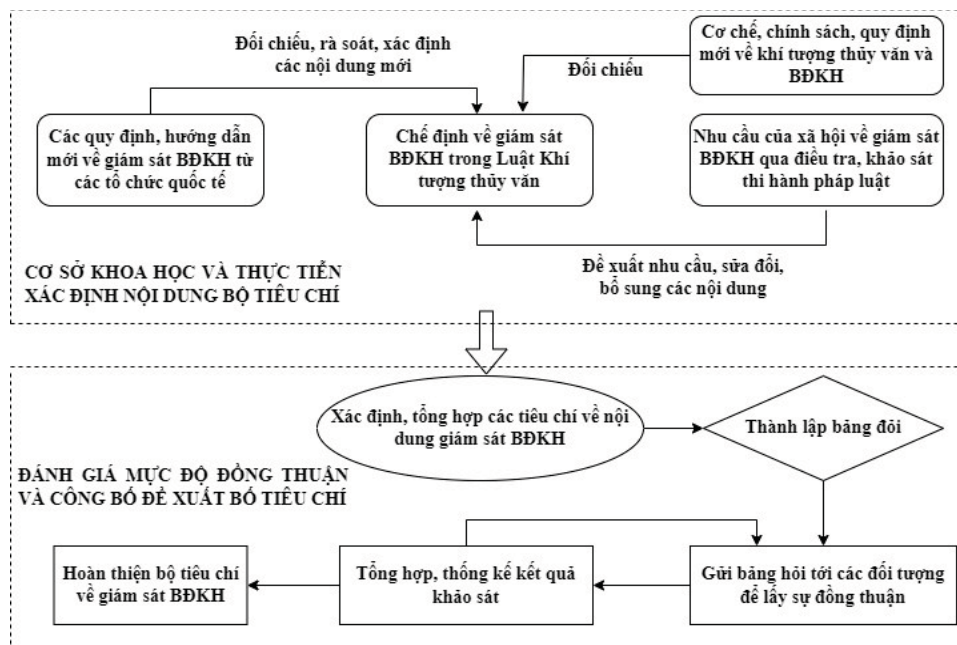 Đối chiếu, rà soát, xác định
các nội dung mới
Đối chiếu
Cơ chế, chính sách, quy định
mới về khí tượng thủy văn và
BĐKH
Các quy định, hướng dẫn
mới về giám sát BĐKH từ
các tổ chức quốc tế
Chế định về giám sát
BĐKH trong Luật Khí
tượng thủy văn
Nhu cầu của xã hội về giám sát
BĐKH qua điều tra, khảo sát
thi hành pháp luật
Đề xuất nhu cầu, sữa đổi,
bổ sung các nội dung
CƠ SỞ KHOA HỌC VÀ THỰC TIỄN
XÁC ĐỊNH NỘI DUNG BỘ TIÊU CHÍ
Xác định, tổng hợp các tiêu chí về nội
dung giám sát BĐKH
Thành lập bảng đỏi
ĐÁNH GIÁ MỰC ĐỘ ĐỒNG THUẬN
VÀ CÔNG BỐ ĐỀ XUẤT BỐ TIÊU CHÍ
Hoàn thiện bộ tiêu chí
về giám sát BĐKH
Tổng hợp, thống kế kết quả
khảo sát
Gửi bảng hỏi tới các đối tượng
để lấy sự đồng thuận